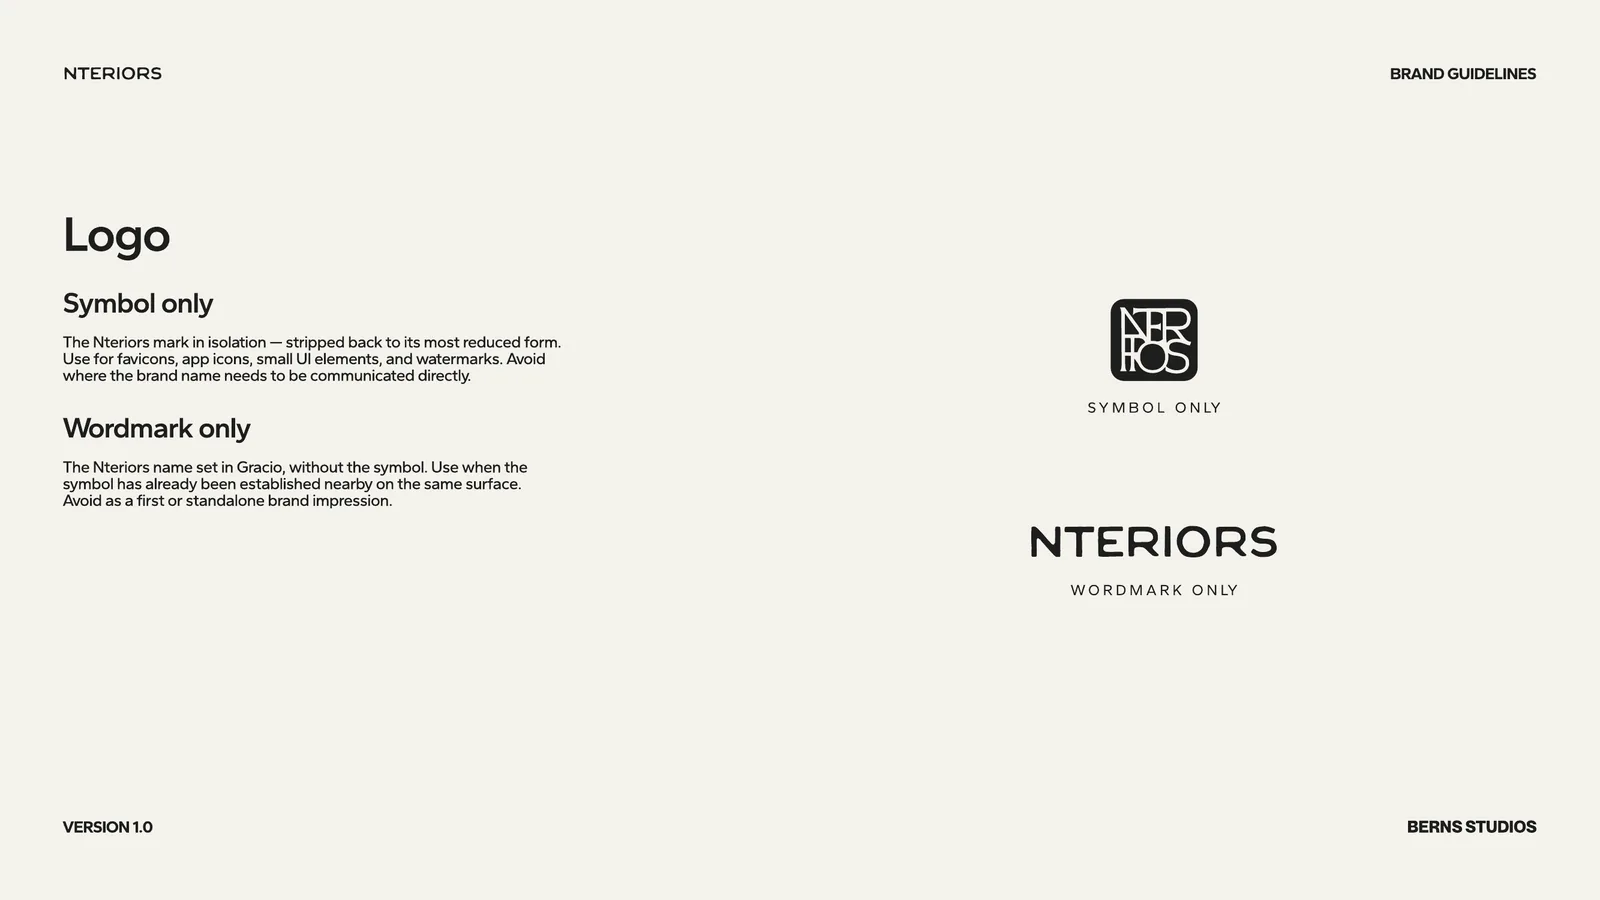 NTERIORS
BRAND GUIDELINES
Logo
Symbol only
The Nteriors mark in isolation — stripped back to its most reduced form.
Use for favicons, app icons, small UI elements, and watermarks. Avoid
where the brand name needs to be communicated directly.
Wordmark only
The Nteriors name set in Gracio, without the symbol. Use when the
symbol has already been established nearby on the same surface.
Avoid as a first or standalone brand impression.
NTER
IIOS
SYMBOL ONLY
NTERIORS
WORDMARK ONLY
VERSION 1.0
BERNS STUDIOS